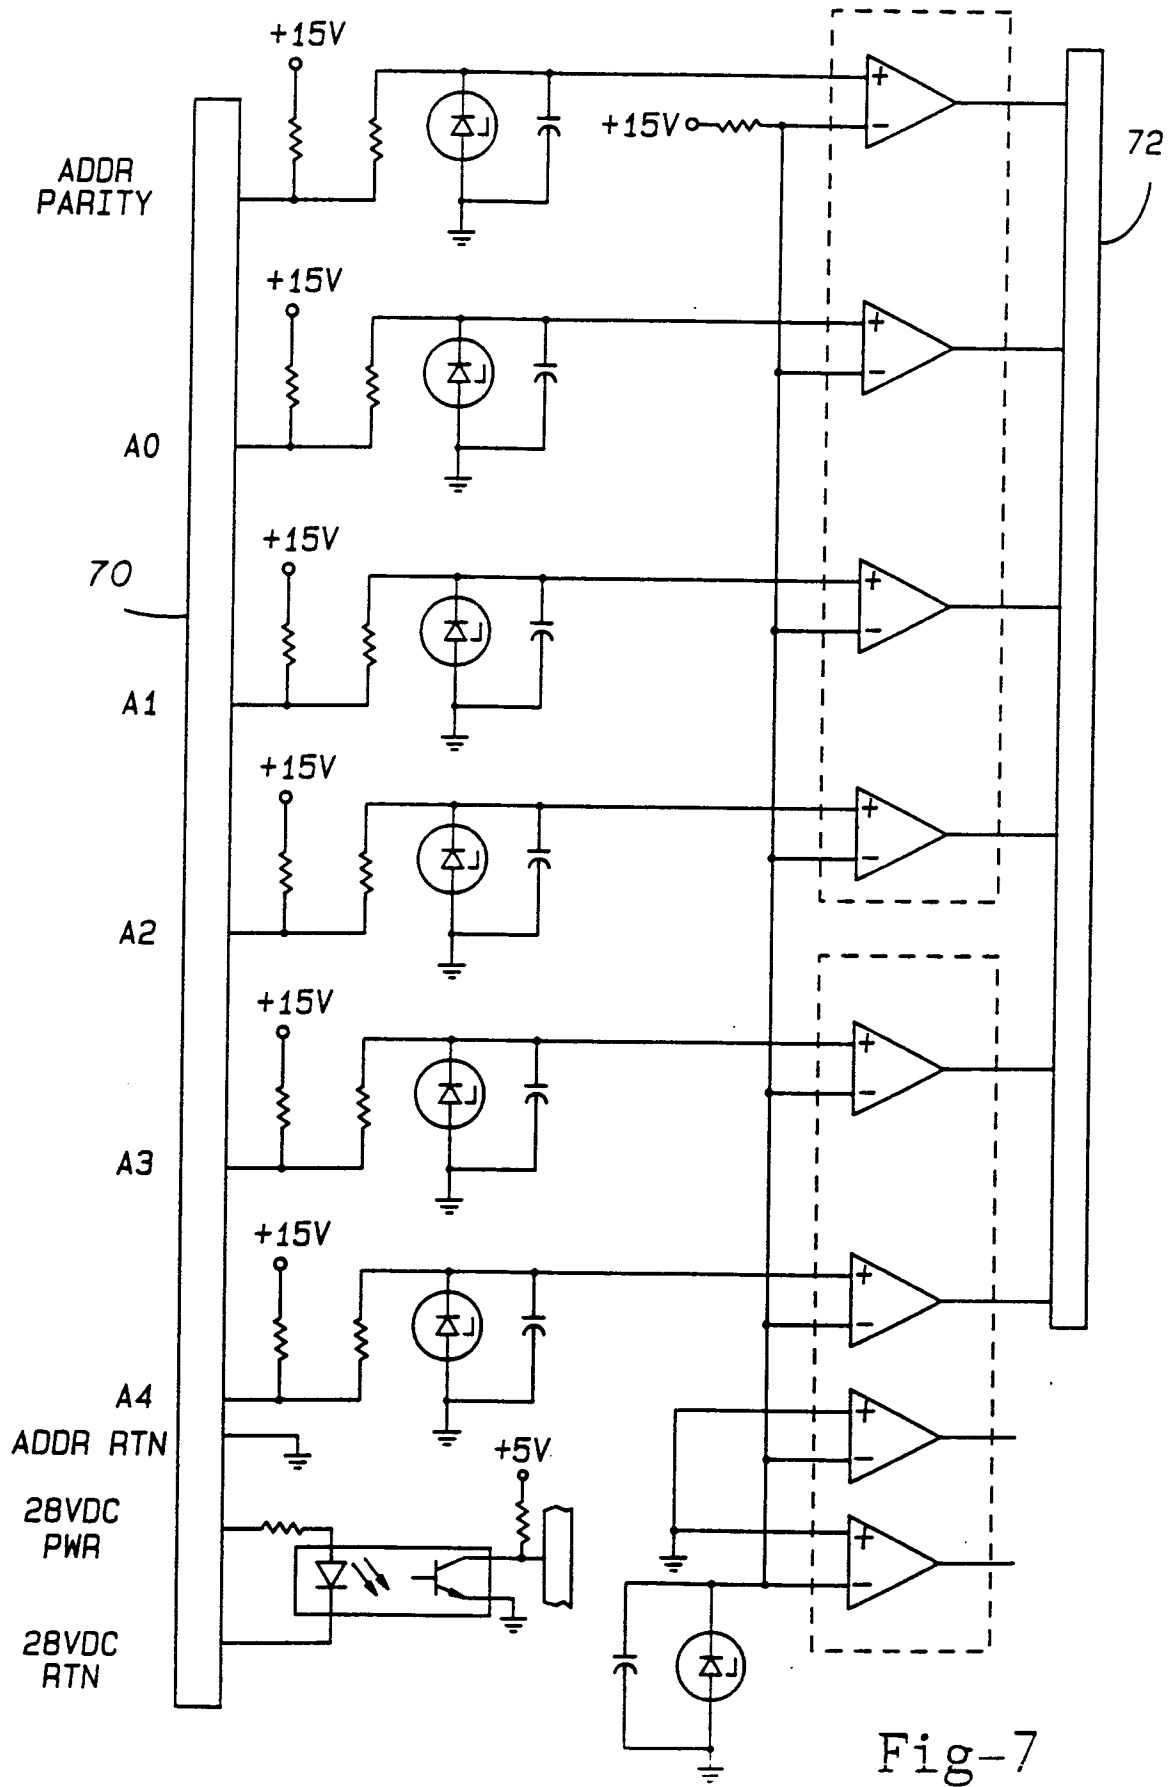 +15V
ADDR
PARITY
+15V
72
+
-
+15V
A0
+
-
+15V
70
A1
+
-
+15V
A2
+
-
+15V
A3
+
-
+15V
A4
+
-
ADDR RTN
+5V
+
-
28VDC
PWR
+
-
28VDC
RTN
Fig-7